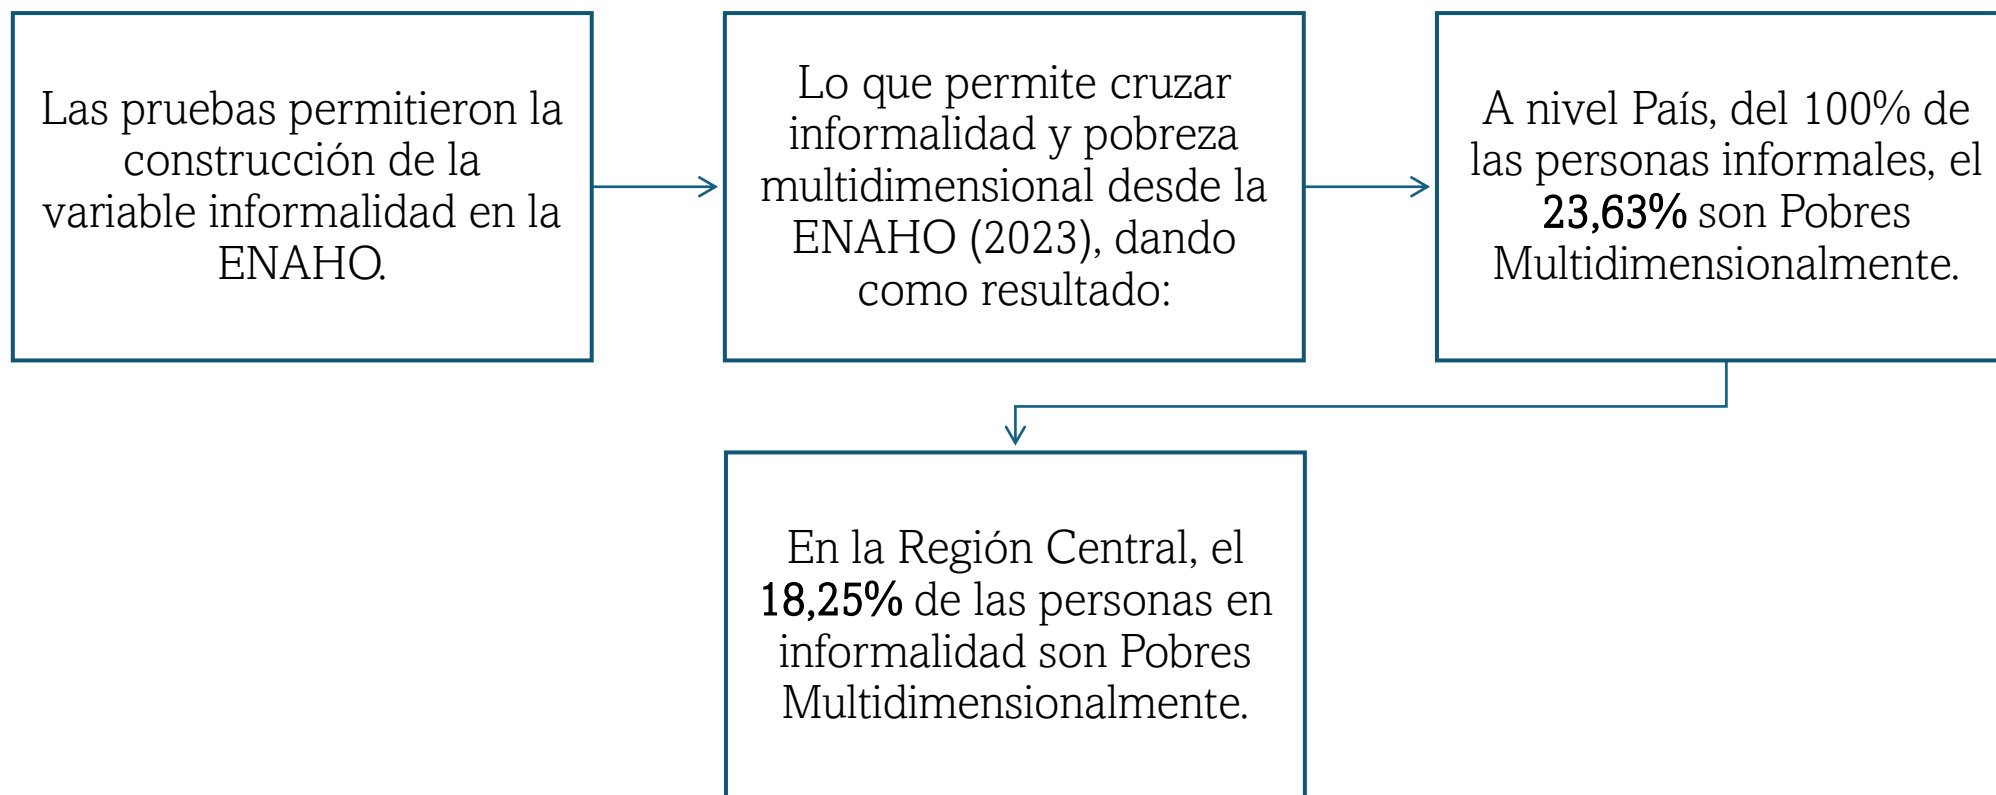 Las pruebas permitieron la
construcción de la
variable informalidad en la
ENAHO.
Lo que permite cruzar
informalidad y pobreza
multidimensional desde la
ENAHO (2023), dando
como resultado:
A nivel País, del 100% de
las personas informales, el
23,63% son Pobres
Multidimensionalmente.
En la Región Central, el
18,25% de las personas en
informalidad son Pobres
Multidimensionalmente.